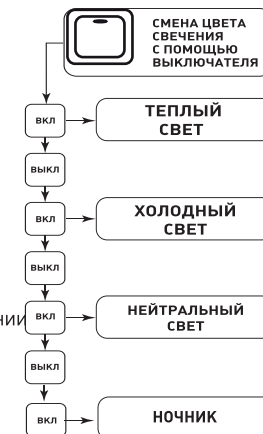 СМЕНА ЦВЕТА
СВЕЧЕНИЯ
С ПОМОЩЬЮ
ВЫКЛЮЧАТЕЛЯ
ВКЛ
ТЕПЛЫЙ
СВЕТ
ВЫКЛ
ВКЛ
ХОЛОДНЫЙ
СВЕТ
ВЫКЛ
ВКЛ
НЕЙТРАЛЬНЫЙ
СВЕТ
ВЫКЛ
ВКЛ
НОЧНИК